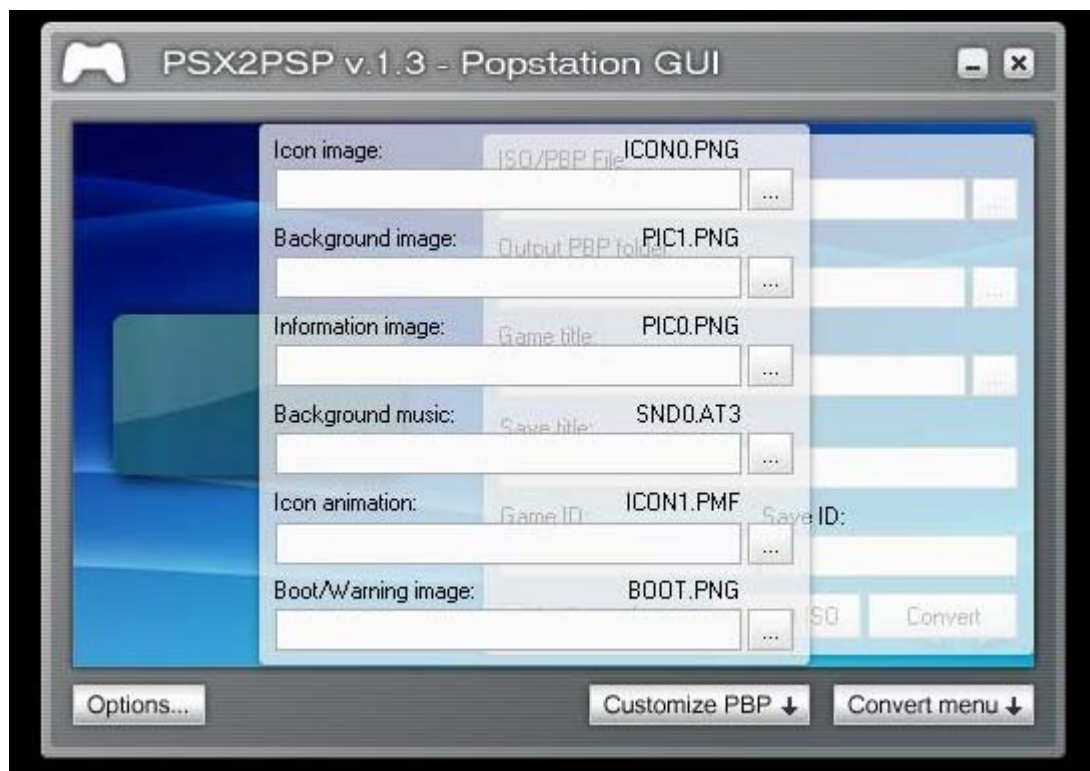 PSX2PSP v.1.3 - Popstation GUI
Icon image: ICON0.PNG
ISO/PBP File
...
...
Background image: PIC1.PNG
Output PBP folder
...
...
Information image: PIC0.PNG
Game title:
...
...
Background music: SND0.AT3
Save title:
...
Icon animation: ICON1.PMF
Game ID: Save ID:
...
Boot/Warning image: BOOT.PNG
...
ISO Convert
Options... Customize PBP ↓ Convert menu ↓